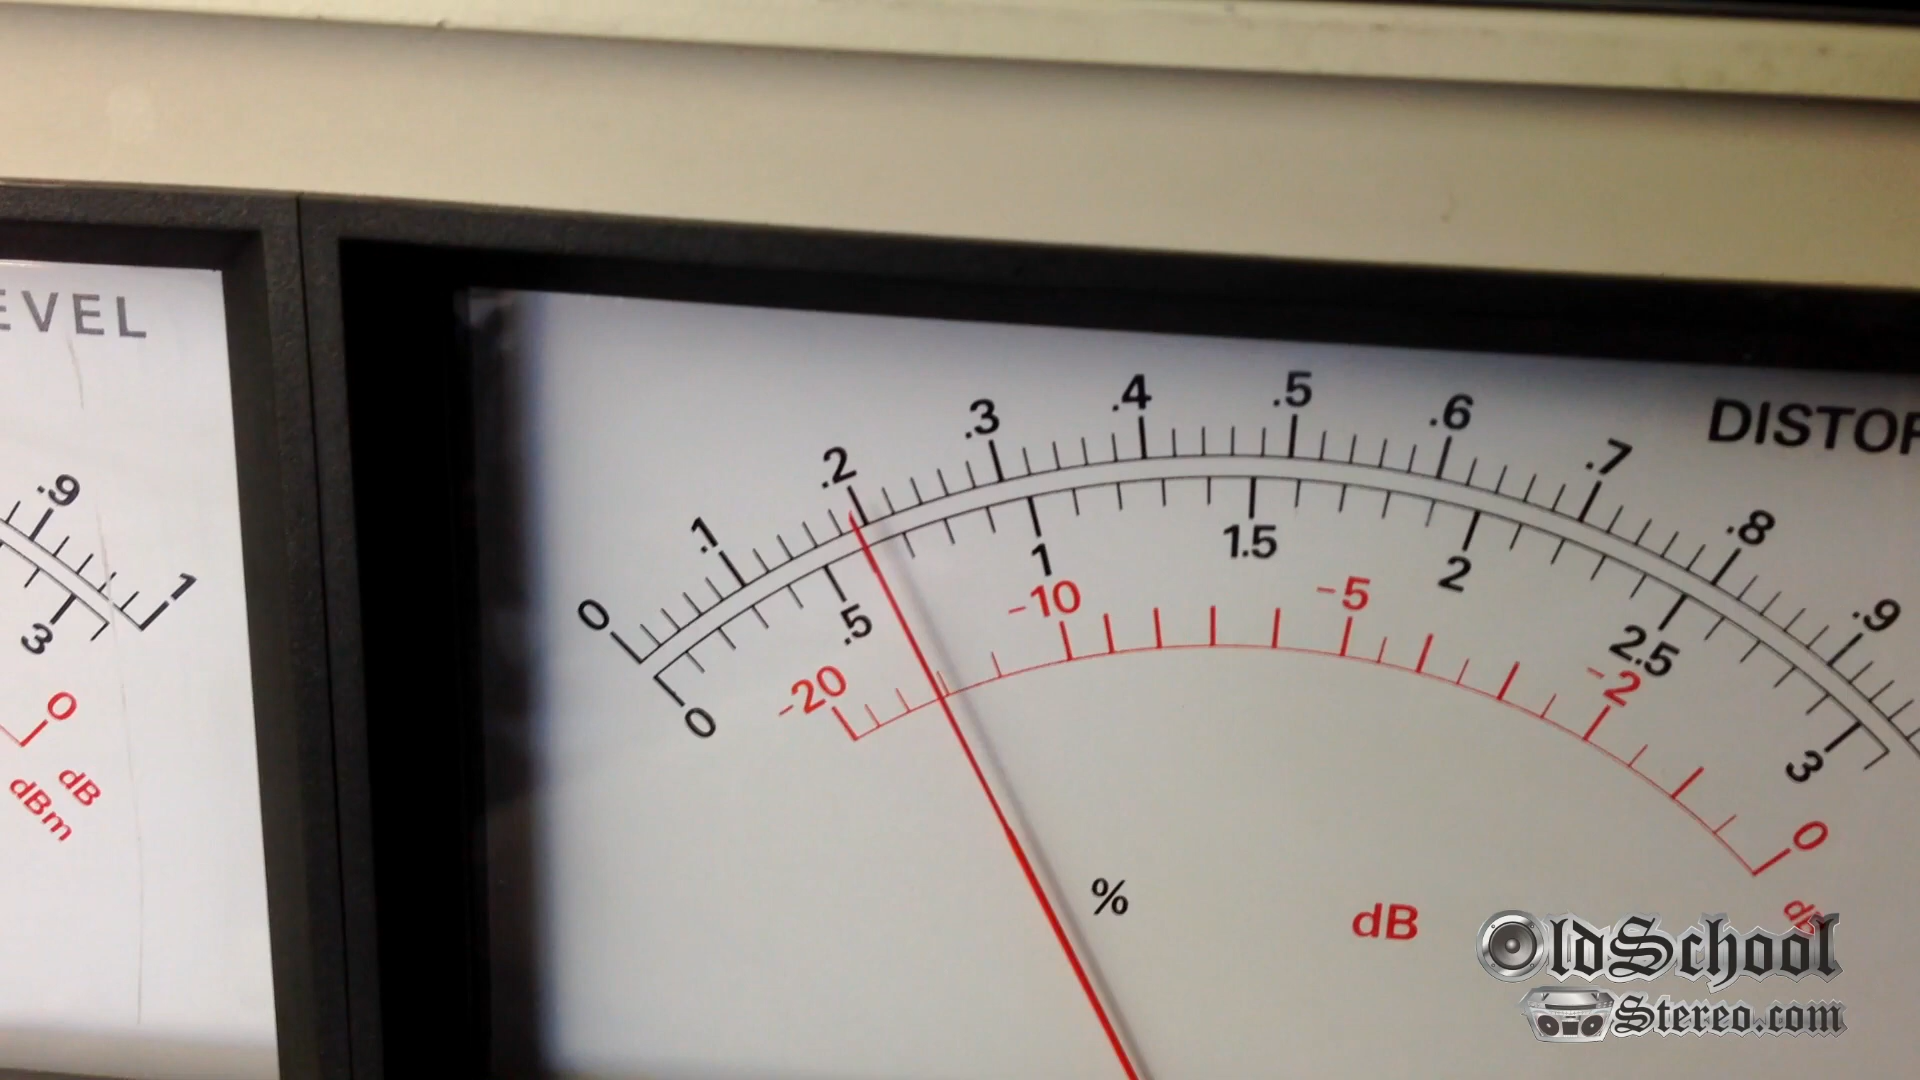 EVEL
.9
1
3
0
dB
dBm
DISTOR
0 .1 .2 .3 .4 .5 .6 .7 .8 .9
0 .5 1 1.5 2 2.5 3
-20 -10 -5 -2 0
%
dB
dB
OldSchool
Stereo.com